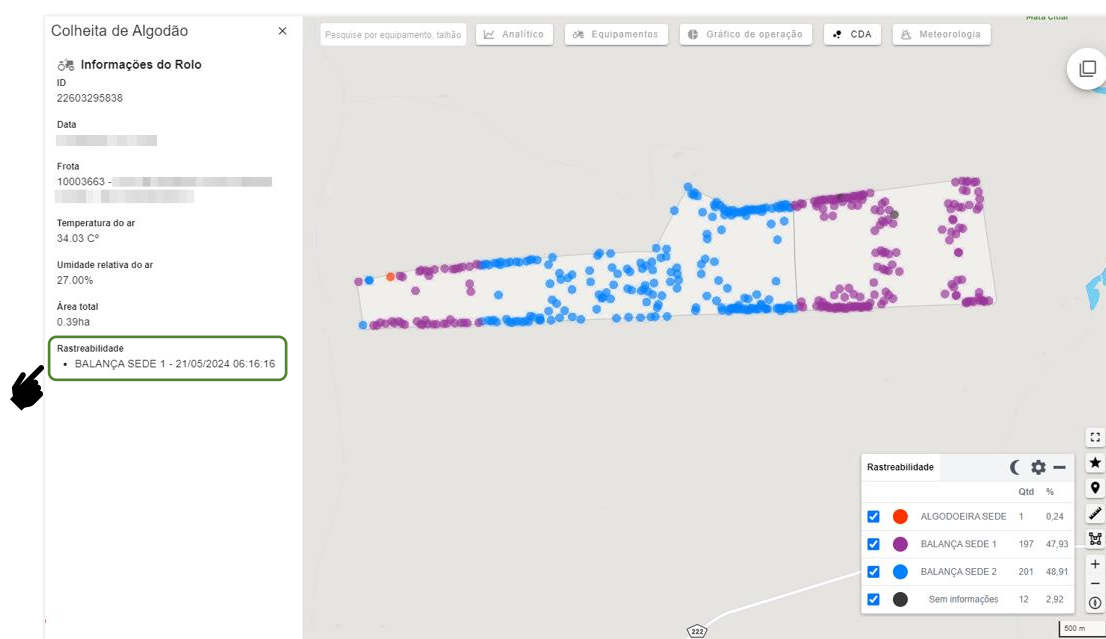 Colheita de Algodão
Informações do Rolo
ID
22603295838
Data
Frota
10003663 -
Temperatura do ar
34.03 C°
Umidade relativa do ar
27.00%
Área total
0.39ha
Rastreabilidade
• BALANÇA SEDE 1 - 21/05/2024 06:16:16
Pesquise por equipamento, talhão
Analítico
Equipamentos
Gráfico de operação
CDA
Meteorologia
Rastreabilidade
Qtd %
ALGODOEIRA SEDE 1 0,24
BALANÇA SEDE 1 197 47,93
BALANÇA SEDE 2 201 48,91
Sem informações 12 2,92
222
500 m